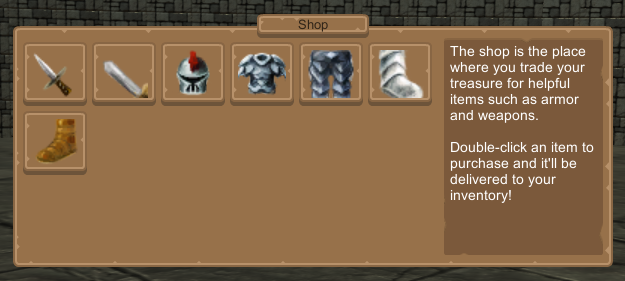 Shop
The shop is the place
where you trade your
treasure for helpful
items such as armor
and weapons.
Double-click an item to
purchase and it'll be
delivered to your
inventory!